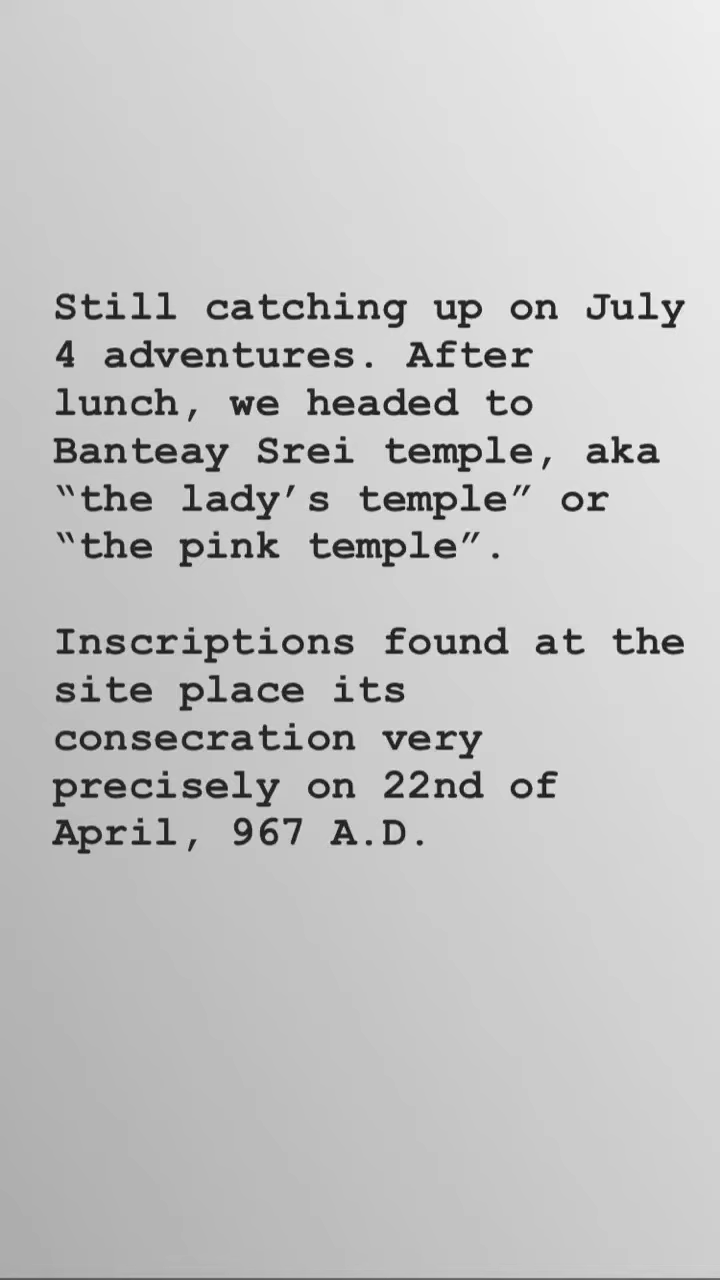 Still catching up on July
4 adventures. After
lunch, we headed to
Banteay Srei temple, aka
“the lady’s temple” or
“the pink temple”.
Inscriptions found at the
site place its
consecration very
precisely on 22nd of
April, 967 A.D.